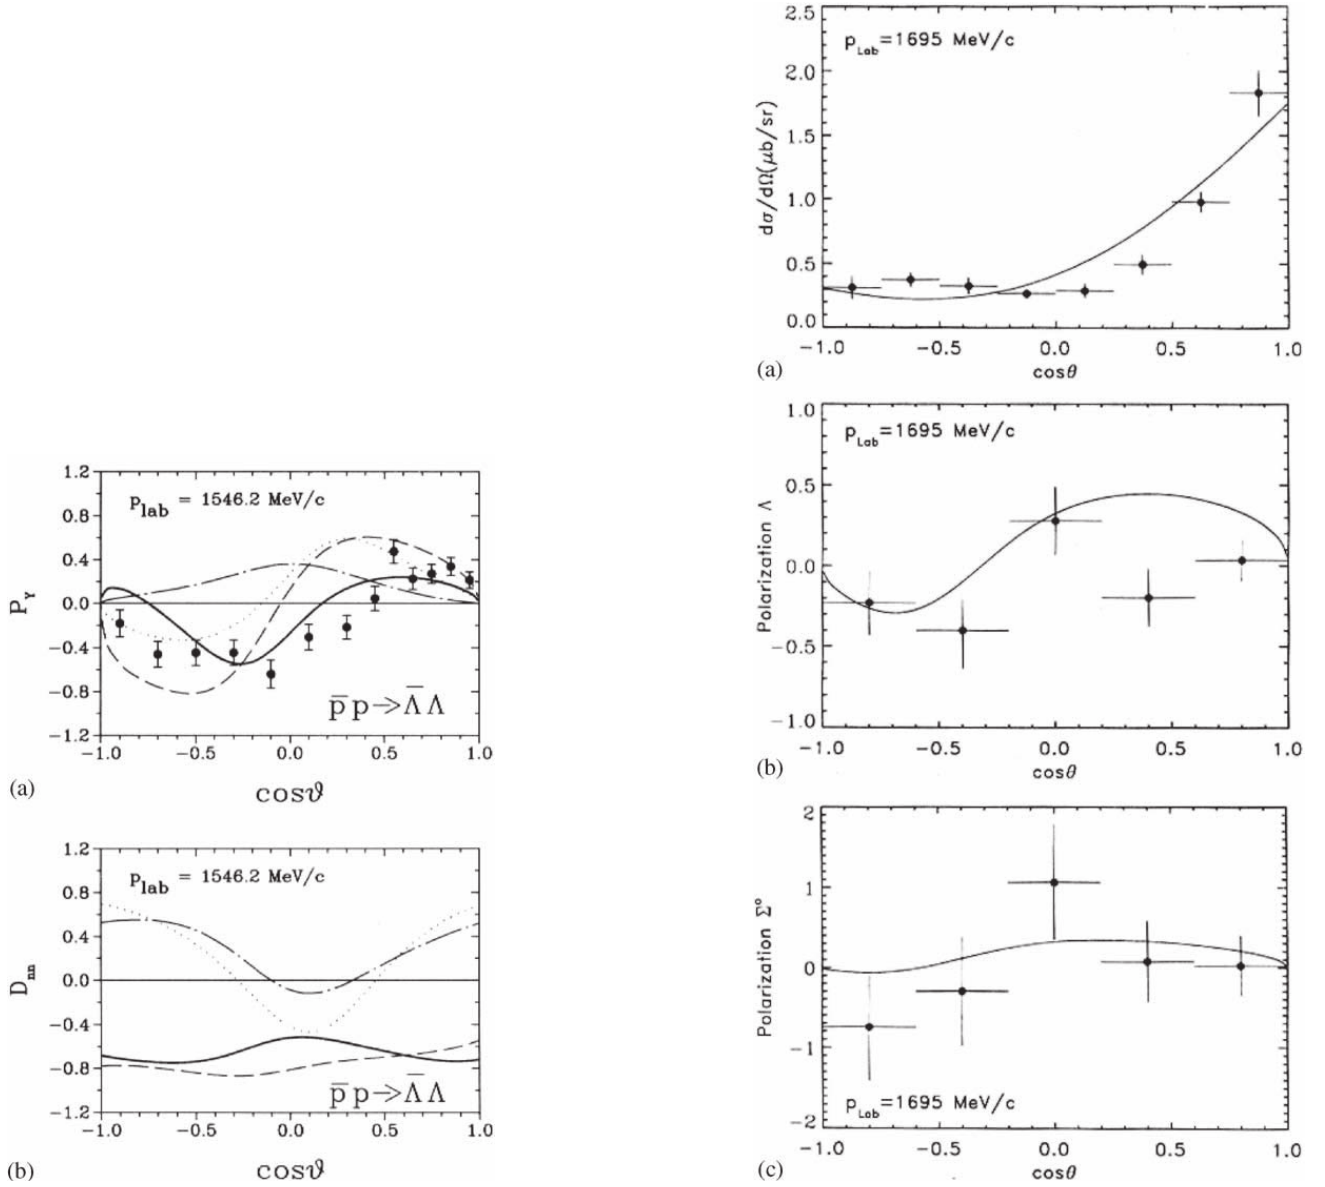 1.2
0.8
0.4
0.0
−0.4
−0.8
−1.2
P_Y
p_lab = 1546.2 MeV/c
p̅ p→Λ̅ Λ
−1.0 −0.5 0.0 0.5 1.0
(a)
cosϑ
1.2
0.8
0.4
0.0
−0.4
−0.8
−1.2
D_nn
p_lab = 1546.2 MeV/c
p̅ p→Λ̅ Λ
−1.0 −0.5 0.0 0.5 1.0
(b)
cosϑ
2.5
2.0
1.5
1.0
0.5
0.0
dσ/dΩ(μb/sr)
p_Lab=1695 MeV/c
−1.0 −0.5 0.0 0.5 1.0
(a)
cosθ
1.0
0.5
0.0
−0.5
−1.0
Polarization Λ
p_Lab=1695 MeV/c
−1.0 −0.5 0.0 0.5 1.0
(b)
cosθ
2
1
0
−1
−2
Polarization Σ°
p_Lab=1695 MeV/c
−1.0 −0.5 0.0 0.5 1.0
(c)
cosθ